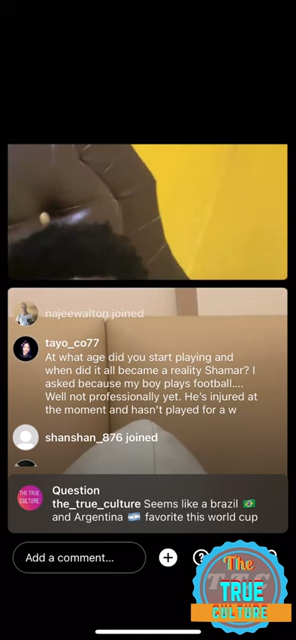 najeewalton joined
tayo_co77
At what age did you start playing and
when did it all became a reality Shamar? I
asked because my boy plays football....
Well not professionally yet. He's injured at
the moment and hasn't played for a w
shanshan_876 joined
THE TRUE
CULTURE
Question
the_true_culture Seems like a brazil 🇧🇷
and Argentina 🇦🇷 favorite this world cup
Add a comment...
The
TRUE
CULTURE